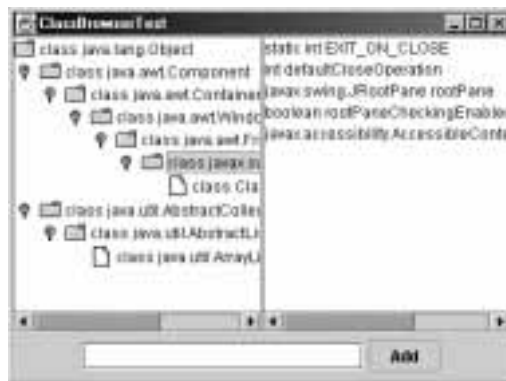 ClassBrowserTest
class java.lang.Object
class java.awt.Component
class java.awt.Container
class java.awt.Windo
class java.awt.Fr
class javax.s
class Cla
class java.util.AbstractCollec
class java.util.AbstractLi
class java.util.ArrayLi
static int EXIT_ON_CLOSE
int defaultCloseOperation
javax.swing.JRootPane rootPane
boolean rootPaneCheckingEnabled
javax.accessibility.AccessibleConte
Add